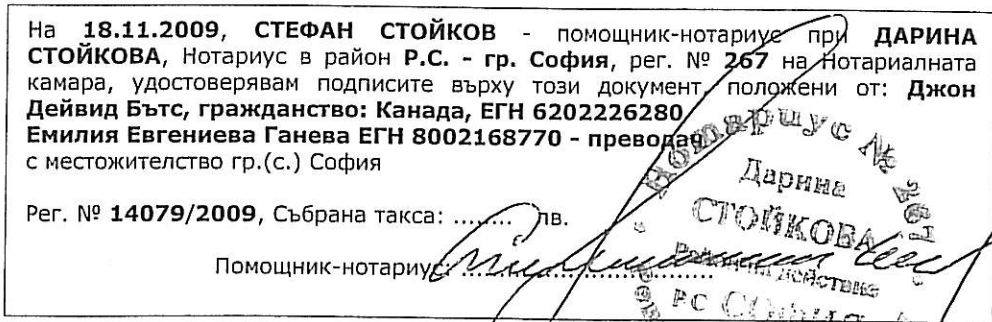 На 18.11.2009, СТЕФАН СТОЙКОВ - помощник-нотариус при ДАРИНА
СТОЙКОВА, Нотариус в район Р.С. - гр. София, рег. № 267 на Нотариалната
камара, удостоверявам подписите върху този документ, положени от: Джон
Дейвид Бътс, гражданство: Канада, ЕГН 6202226280
Емилия Евгениева Ганева ЕГН 8002168770 - преводач
с местожителство гр.(с.) София
Рег. № 14079/2009, Събрана такса: ........ лв.
Помощник-нотариус: ..........................
Нотариус № 267
Дарина
СТОЙКОВА
действие
РС СОФИЯ